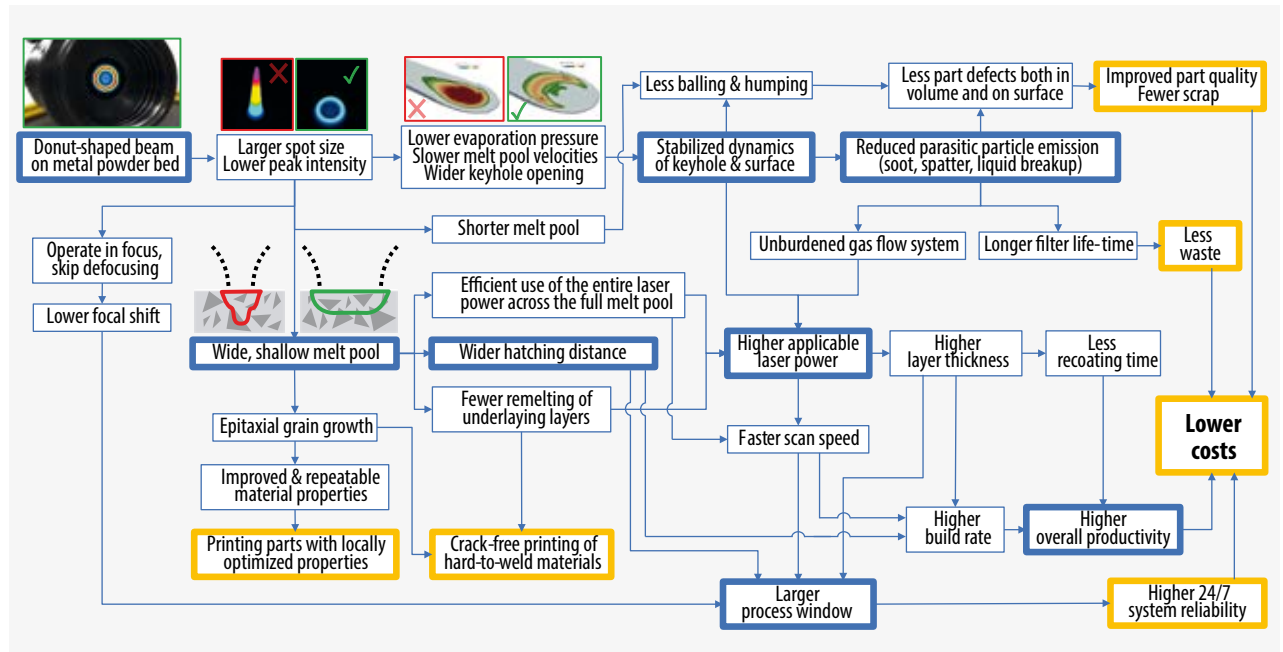 Less balling & humping
Less part defects both in
volume and on surface
Improved part quality
Fewer scrap
Donut-shaped beam
on metal powder bed
Larger spot size
Lower peak intensity
Lower evaporation pressure
Slower melt pool velocities
Wider keyhole opening
Stabilized dynamics
of keyhole & surface
Reduced parasitic particle emission
(soot, spatter, liquid breakup)
Shorter melt pool
Unburdened gas flow system
Longer filter life-time
Less
waste
Operate in focus,
skip defocusing
Lower focal shift
Efficient use of the entire laser
power across the full melt pool
Wide, shallow melt pool
Wider hatching distance
Higher applicable
laser power
Higher
layer thickness
Less
recoating time
Fewer remelting of
underlaying layers
Epitaxial grain growth
Faster scan speed
Lower
costs
Improved & repeatable
material properties
Printing parts with locally
optimized properties
Crack-free printing of
hard-to-weld materials
Higher
build rate
Higher
overall productivity
Larger
process window
Higher 24/7
system reliability